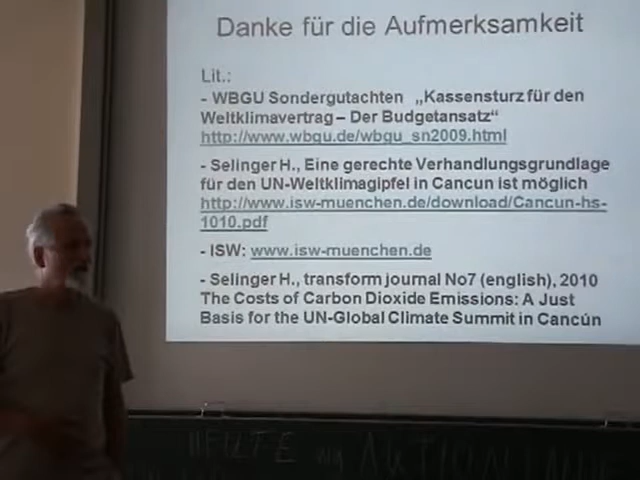 Danke für die Aufmerksamkeit
Lit.:
- WBGU Sondergutachten „Kassensturz für den
Weltklimavertrag – Der Budgetansatz“
http://www.wbgu.de/wbgu_sn2009.html
- Selinger H., Eine gerechte Verhandlungsgrundlage
für den UN-Weltklimagipfel in Cancun ist möglich
http://www.isw-muenchen.de/download/Cancun-hs-
1010.pdf
- ISW: www.isw-muenchen.de
- Selinger H., transform journal No7 (english), 2010
The Costs of Carbon Dioxide Emissions: A Just
Basis for the UN-Global Climate Summit in Cancún